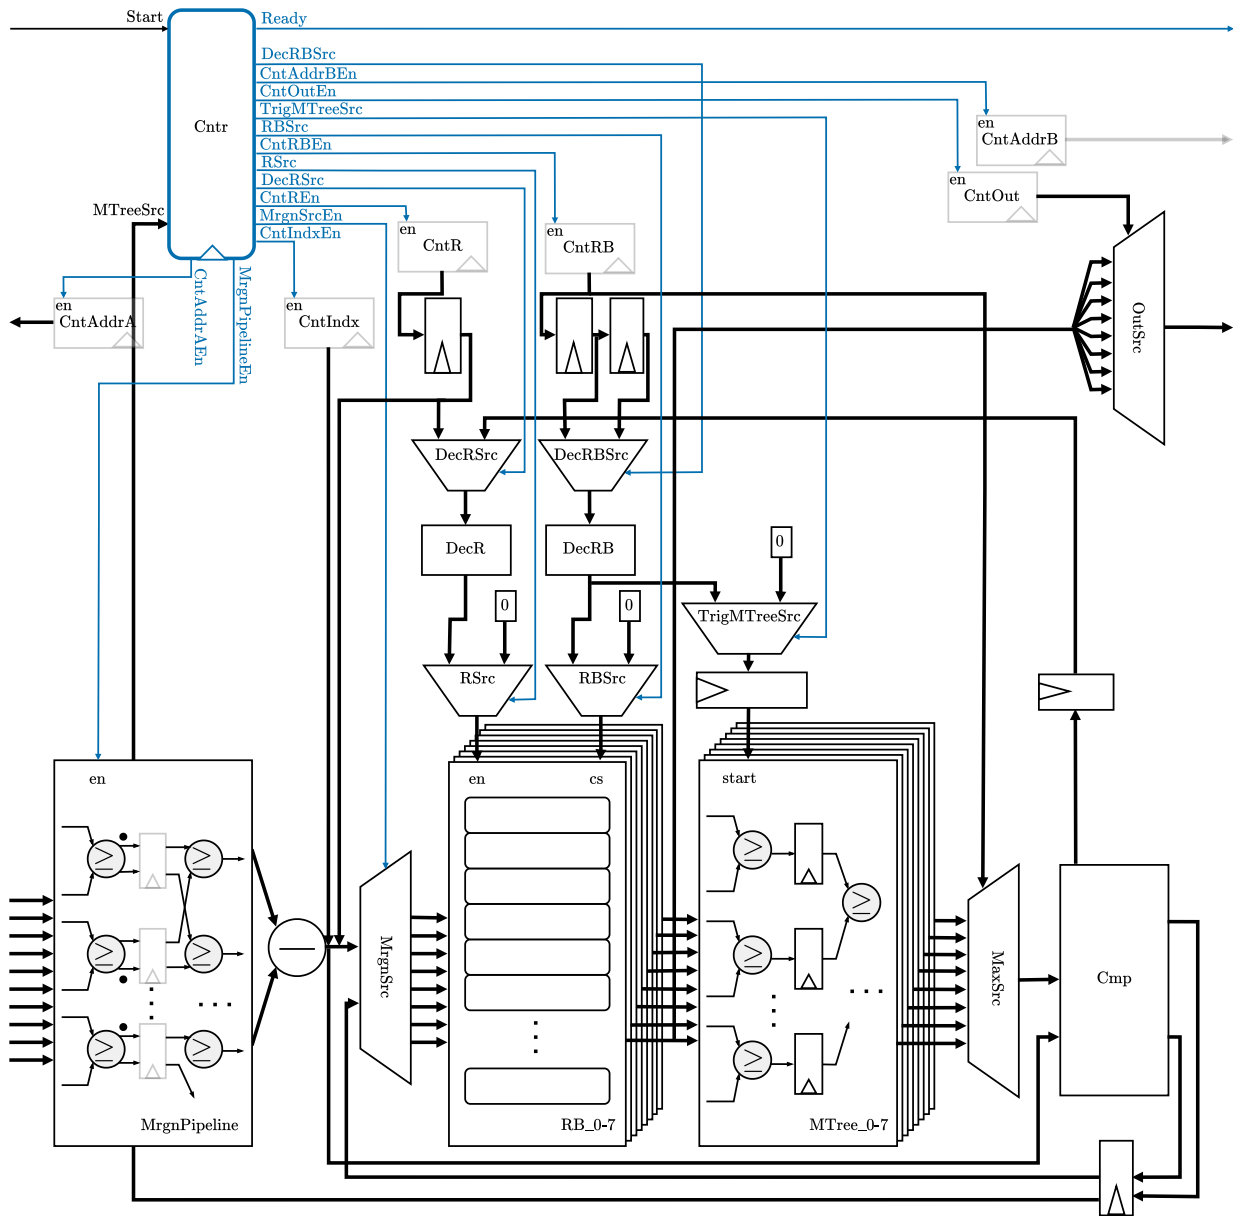 Start
Ready
DecRBSrc
CntAddrBEn
CntOutEn
TrigMTreeSrc
RBSrc
CntRBEn
RSrc
DecRSrc
CntREn
MrgnSrcEn
CntIndxEn
Cntr
MTreeSrc
CntAddrAEn
MrgnPipelineEn
en
CntAddrB
en
CntOut
en
CntR
en
CntRB
en
CntAddrA
en
CntIndx
OutSrc
DecRSrc
DecRBSrc
DecR
DecRB
0
0
0
TrigMTreeSrc
RSrc
RBSrc
en
en
cs
start
≥
≥
≥
≥
≥
≥
≥
≥
≥
≥
—
MrgnSrc
MaxSrc
Cmp
MrgnPipeline
RB_0-7
MTree_0-7